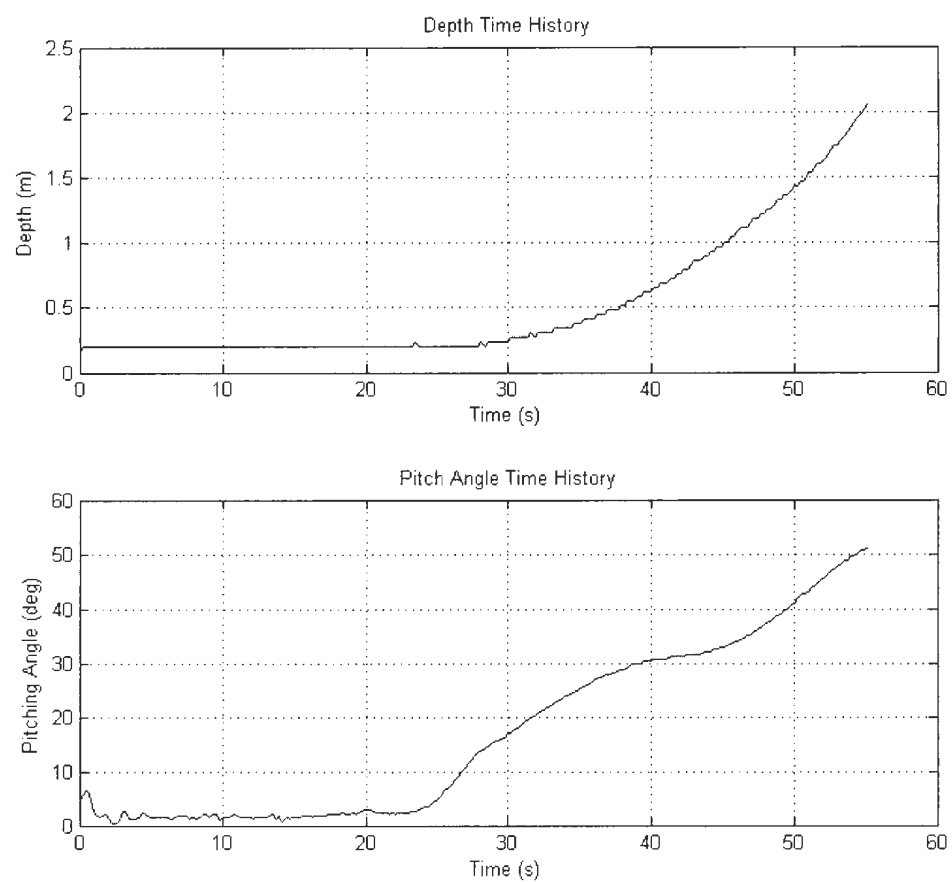 Depth Time History
2.5
2
1.5
1
0.5
0
Depth (m)
0 10 20 30 40 50 60
Time (s)
Pitch Angle Time History
60
50
40
30
20
10
0
Pitching Angle (deg)
0 10 20 30 40 50 60
Time (s)